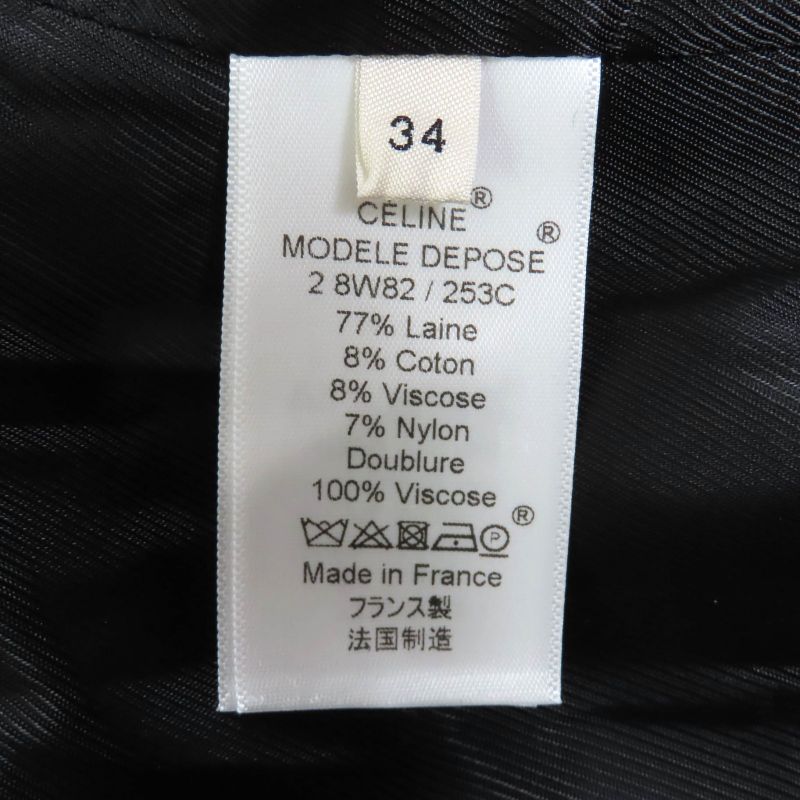 34
CÉLINE®
MODELE DEPOSE®
2 8W82 / 253C
77% Laine
8% Coton
8% Viscose
7% Nylon
Doublure
100% Viscose
P ®
Made in France
フランス製
法国制造